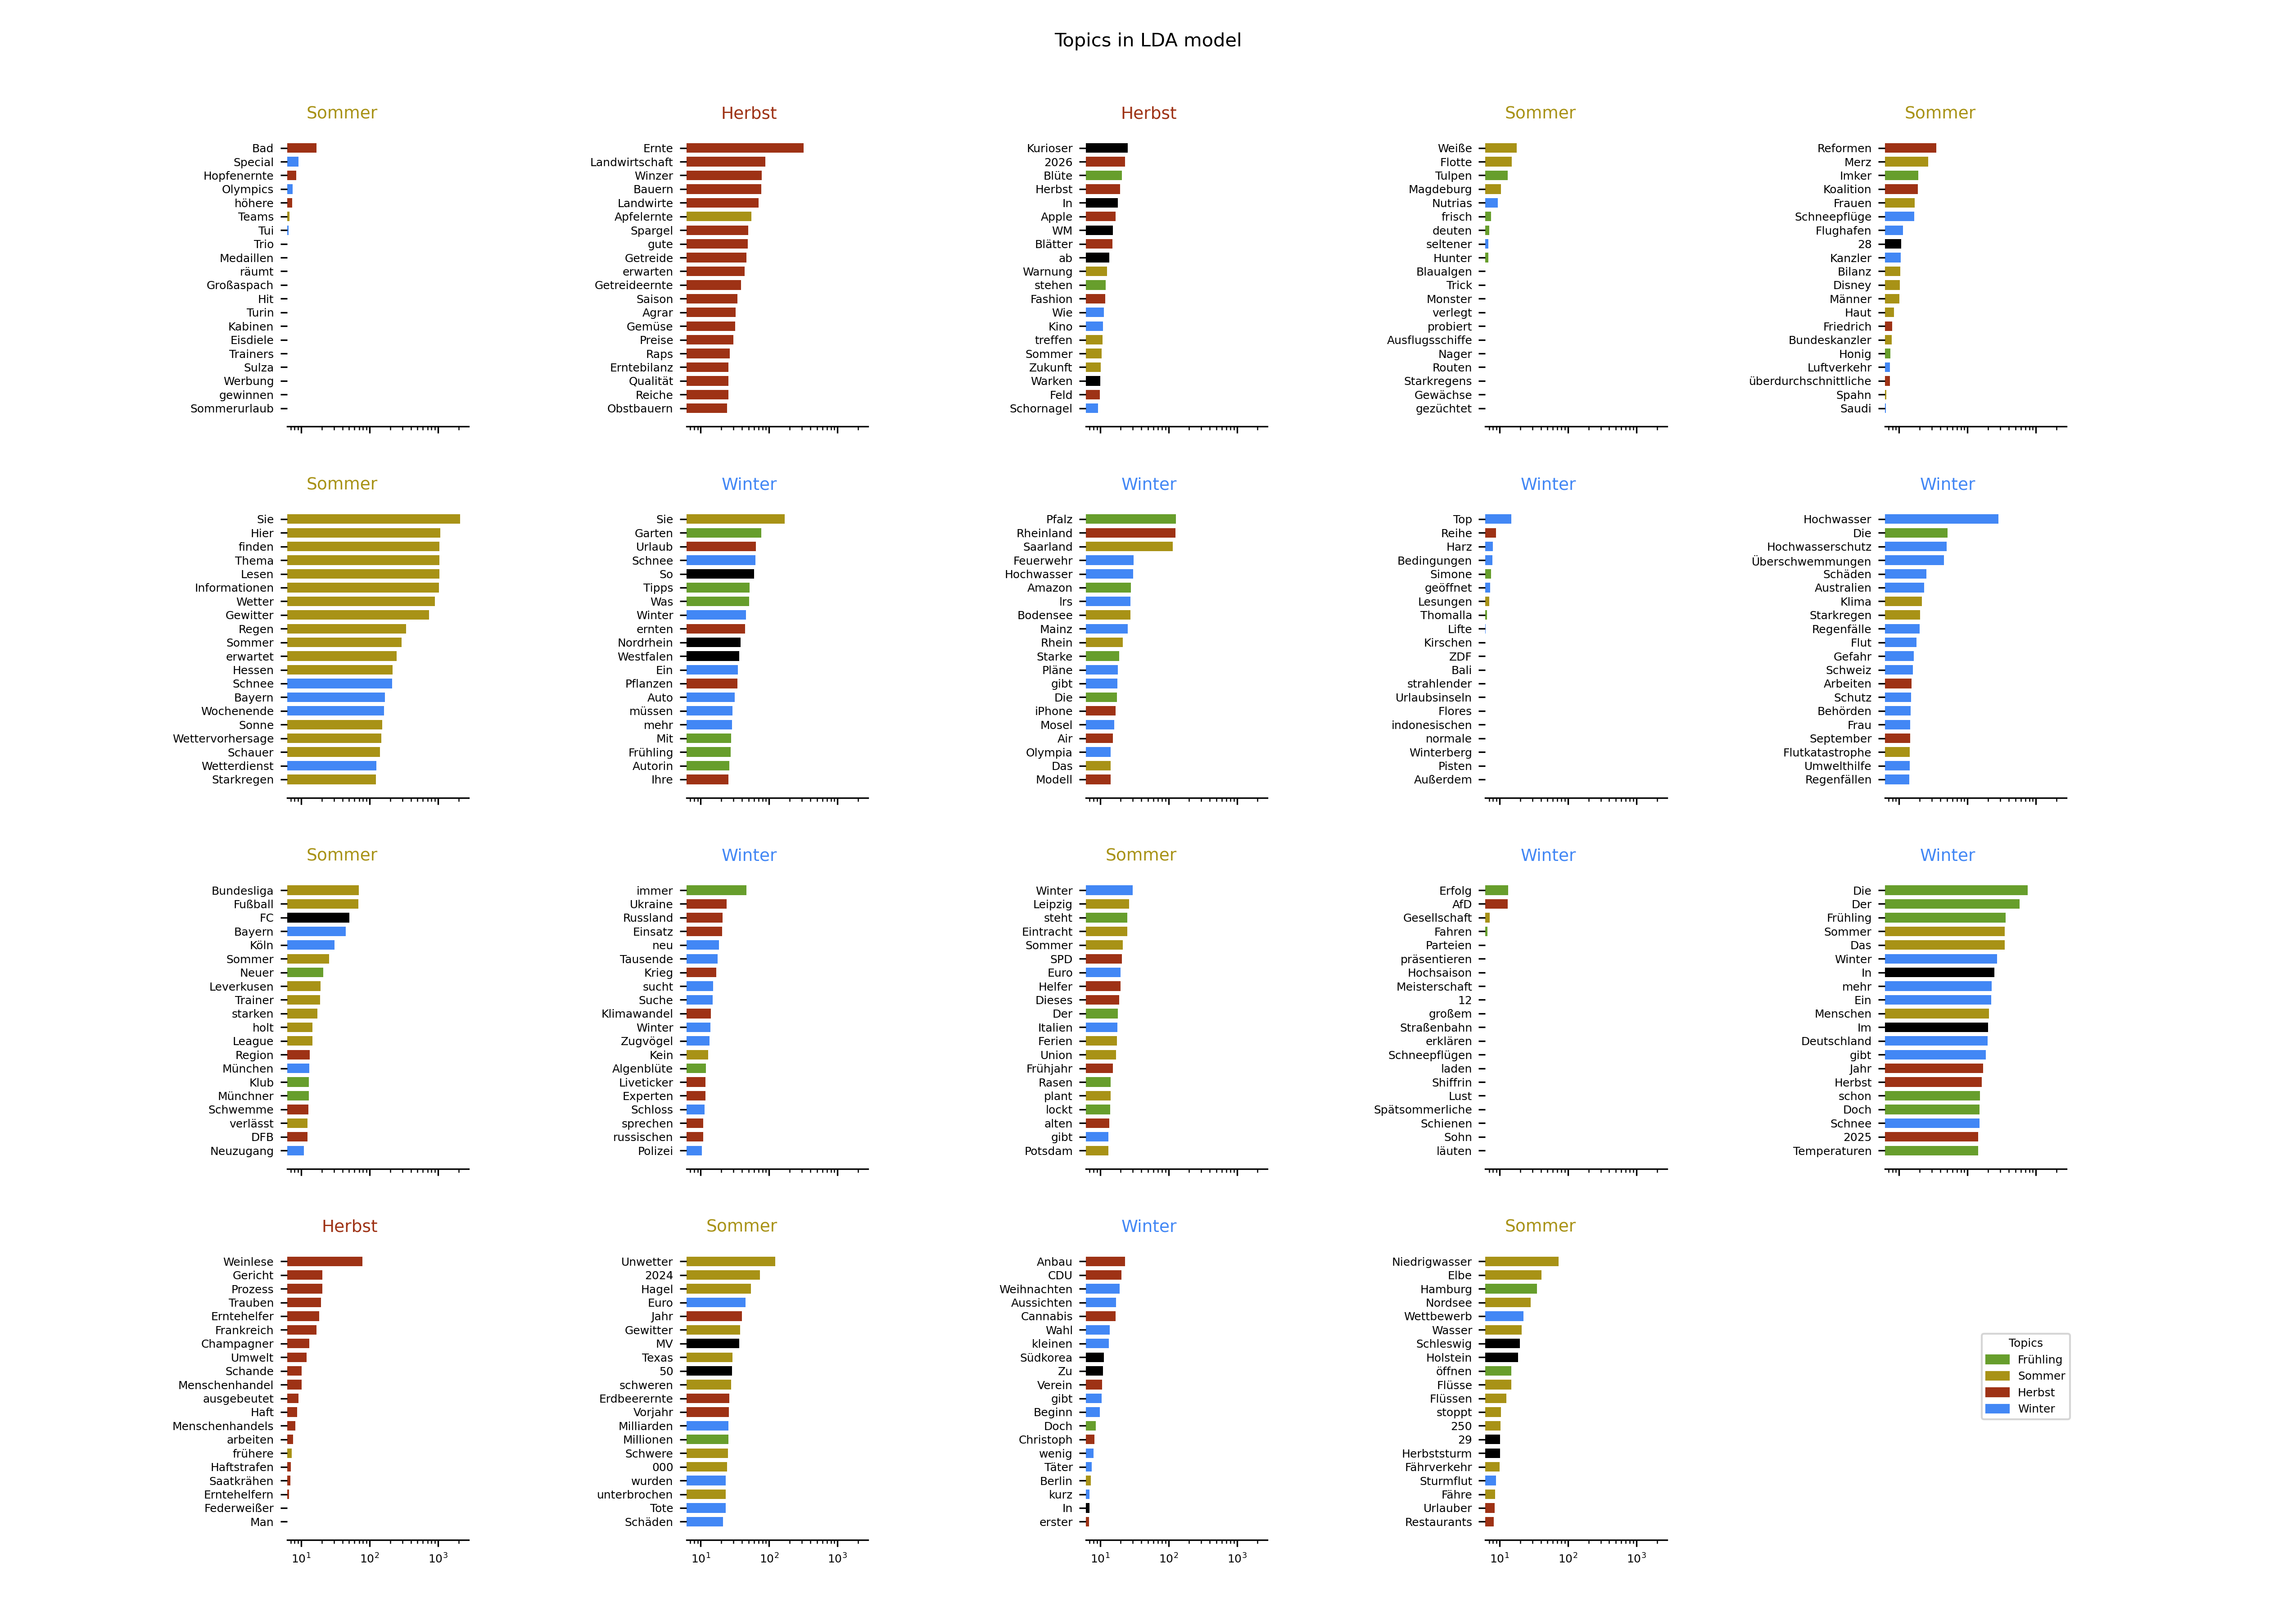 Topics in LDA model
Sommer
Bad
Special
Hopfenernte
Olympics
höhere
Teams
Tui
Trio
Medaillen
räumt
Großaspach
Hit
Turin
Kabinen
Eisdiele
Trainers
Sulza
Werbung
gewinnen
Sommerurlaub
Herbst
Ernte
Landwirtschaft
Winzer
Bauern
Landwirte
Apfelernte
Spargel
gute
Getreide
erwarten
Getreideernte
Saison
Agrar
Gemüse
Preise
Raps
Erntebilanz
Qualität
Reiche
Obstbauern
Herbst
Kurioser
2026
Blüte
Herbst
In
Apple
WM
Blätter
ab
Warnung
stehen
Fashion
Wie
Kino
treffen
Sommer
Zukunft
Warken
Feld
Schornagel
Sommer
Weiße
Flotte
Tulpen
Magdeburg
Nutrias
frisch
deuten
seltener
Hunter
Blaualgen
Trick
Monster
verlegt
probiert
Ausflugsschiffe
Nager
Routen
Starkregens
Gewächse
gezüchtet
Sommer
Reformen
Merz
Imker
Koalition
Frauen
Schneepflüge
Flughafen
28
Kanzler
Bilanz
Disney
Männer
Haut
Friedrich
Bundeskanzler
Honig
Luftverkehr
überdurchschnittliche
Spahn
Saudi
Sommer
Sie
Hier
finden
Thema
Lesen
Informationen
Wetter
Gewitter
Regen
Sommer
erwartet
Hessen
Schnee
Bayern
Wochenende
Sonne
Wettervorhersage
Schauer
Wetterdienst
Starkregen
Winter
Sie
Garten
Urlaub
Schnee
So
Tipps
Was
Winter
ernten
Nordrhein
Westfalen
Ein
Pflanzen
Auto
müssen
mehr
Mit
Frühling
Autorin
Ihre
Winter
Pfalz
Rheinland
Saarland
Feuerwehr
Hochwasser
Amazon
Irs
Bodensee
Mainz
Rhein
Starke
Pläne
gibt
Die
iPhone
Mosel
Air
Olympia
Das
Modell
Winter
Top
Reihe
Harz
Bedingungen
Simone
geöffnet
Lesungen
Thomalla
Lifte
Kirschen
ZDF
Bali
strahlender
Urlaubsinseln
Flores
indonesischen
normale
Winterberg
Pisten
Außerdem
Winter
Hochwasser
Die
Hochwasserschutz
Überschwemmungen
Schäden
Australien
Klima
Starkregen
Regenfälle
Flut
Gefahr
Schweiz
Arbeiten
Schutz
Behörden
Frau
September
Flutkatastrophe
Umwelthilfe
Regenfällen
Sommer
Bundesliga
Fußball
FC
Bayern
Köln
Sommer
Neuer
Leverkusen
Trainer
starken
holt
League
Region
München
Klub
Münchner
Schwemme
verlässt
DFB
Neuzugang
Winter
immer
Ukraine
Russland
Einsatz
neu
Tausende
Krieg
sucht
Suche
Klimawandel
Winter
Zugvögel
Kein
Algenblüte
Liveticker
Experten
Schloss
sprechen
russischen
Polizei
Sommer
Winter
Leipzig
steht
Eintracht
Sommer
SPD
Euro
Helfer
Dieses
Der
Italien
Ferien
Union
Frühjahr
Rasen
plant
lockt
alten
gibt
Potsdam
Winter
Erfolg
AfD
Gesellschaft
Fahren
Parteien
präsentieren
Hochsaison
Meisterschaft
12
großem
Straßenbahn
erklären
Schneepflügen
laden
Shiffrin
Lust
Spätsommerliche
Schienen
Sohn
läuten
Winter
Die
Der
Frühling
Sommer
Das
Winter
In
mehr
Ein
Menschen
Im
Deutschland
gibt
Jahr
Herbst
schon
Doch
Schnee
2025
Temperaturen
Herbst
Weinlese
Gericht
Prozess
Trauben
Erntehelfer
Frankreich
Champagner
Umwelt
Schande
Menschenhandel
ausgebeutet
Haft
Menschenhandels
arbeiten
frühere
Haftstrafen
Saatkrähen
Erntehelfern
Federweißer
Man
10¹ 10² 10³
Sommer
Unwetter
2024
Hagel
Euro
Jahr
Gewitter
MV
Texas
50
schweren
Erdbeerernte
Vorjahr
Milliarden
Millionen
Schwere
000
wurden
unterbrochen
Tote
Schäden
10¹ 10² 10³
Winter
Anbau
CDU
Weihnachten
Aussichten
Cannabis
Wahl
kleinen
Südkorea
Zu
Verein
gibt
Beginn
Doch
Christoph
wenig
Täter
Berlin
kurz
In
erster
10¹ 10² 10³
Sommer
Niedrigwasser
Elbe
Hamburg
Nordsee
Wettbewerb
Wasser
Schleswig
Holstein
öffnen
Flüsse
Flüssen
stoppt
250
29
Herbststurm
Fährverkehr
Sturmflut
Fähre
Urlauber
Restaurants
10¹ 10² 10³
Topics
Frühling
Sommer
Herbst
Winter